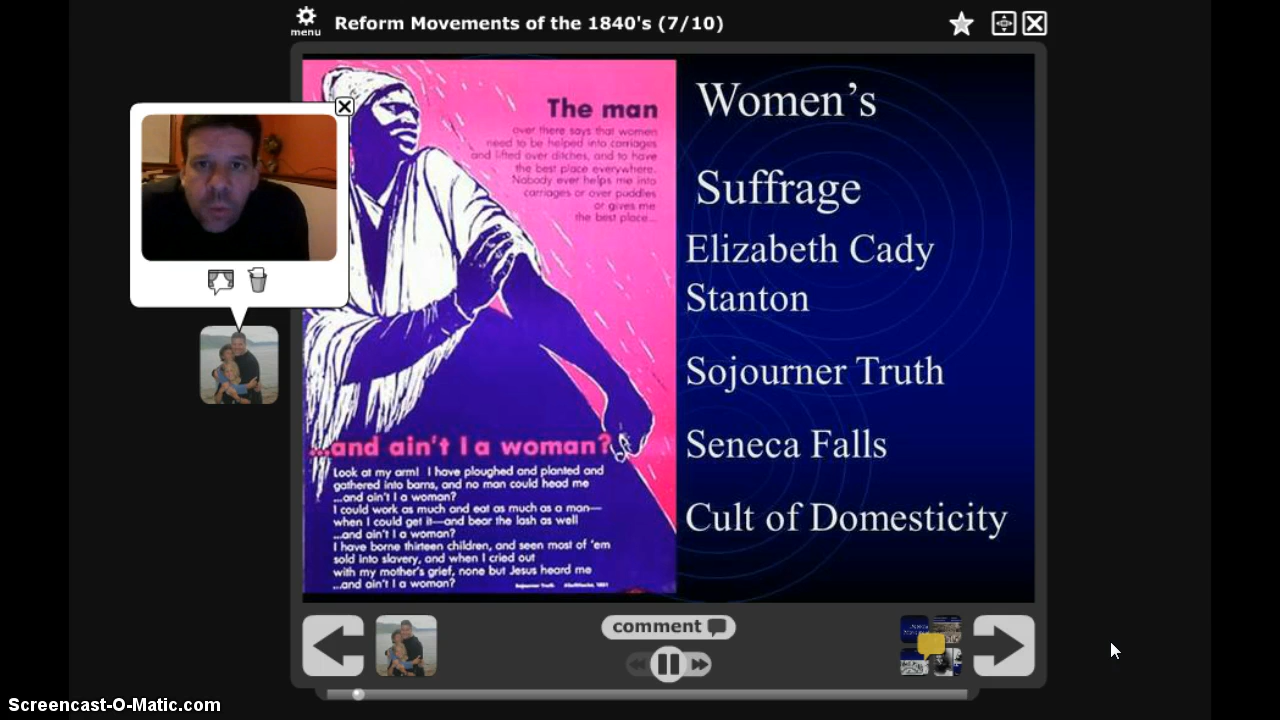 menu
Reform Movements of the 1840's (7/10)
The man
over there says that women
need to be helped into carriages
and lifted over ditches, and to have
the best place everywhere.
Nobody ever helps me into
carriages or over puddles
or gives me
the best place...
...and ain't I a woman?
Look at my arm! I have ploughed and planted and
gathered into barns, and no man could head me
...and ain't I a woman?
I could work as much and eat as much as a man—
when I could get it—and bear the lash as well
...and ain't I a woman?
I have borne thirteen children, and seen most of 'em
sold into slavery, and when I cried out
with my mother's grief, none but Jesus heard me
...and ain't I a woman?
Sojourner Truth
Women's
Suffrage
Elizabeth Cady
Stanton
Sojourner Truth
Seneca Falls
Cult of Domesticity
comment
Screencast-O-Matic.com